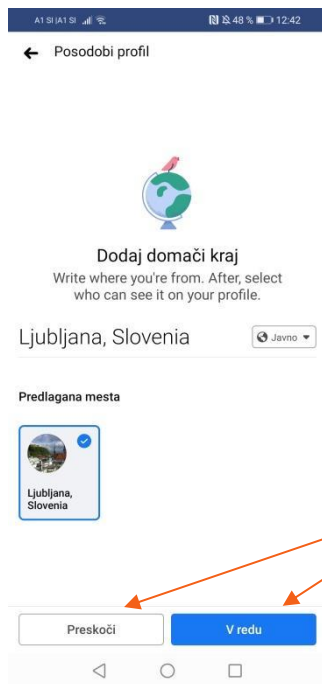 A1 SI |A1 SI 48 % 12:42
Posodobi profil
Dodaj domači kraj
Write where you're from. After, select
who can see it on your profile.
Ljubljana, Slovenia Javno
Predlagana mesta
Ljubljana,
Slovenia
Preskoči V redu